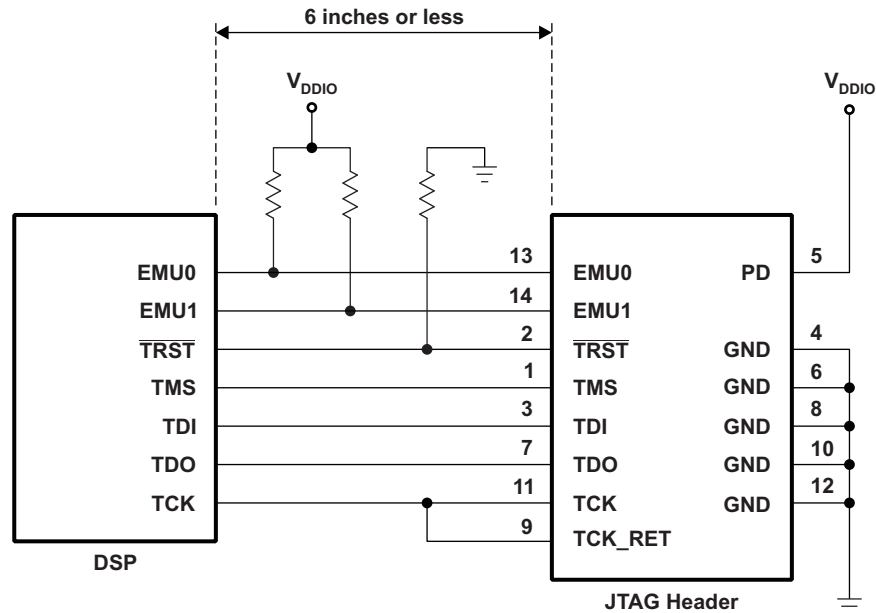 6 inches or less
V_DDIO
V_DDIO
EMU0
13
EMU0
PD
5
EMU1
14
EMU1
T̅R̅S̅T̅
2
T̅R̅S̅T̅
GND
4
TMS
1
TMS
GND
6
TDI
3
TDI
GND
8
TDO
7
TDO
GND
10
TCK
11
TCK
GND
12
9
TCK_RET
DSP
JTAG Header